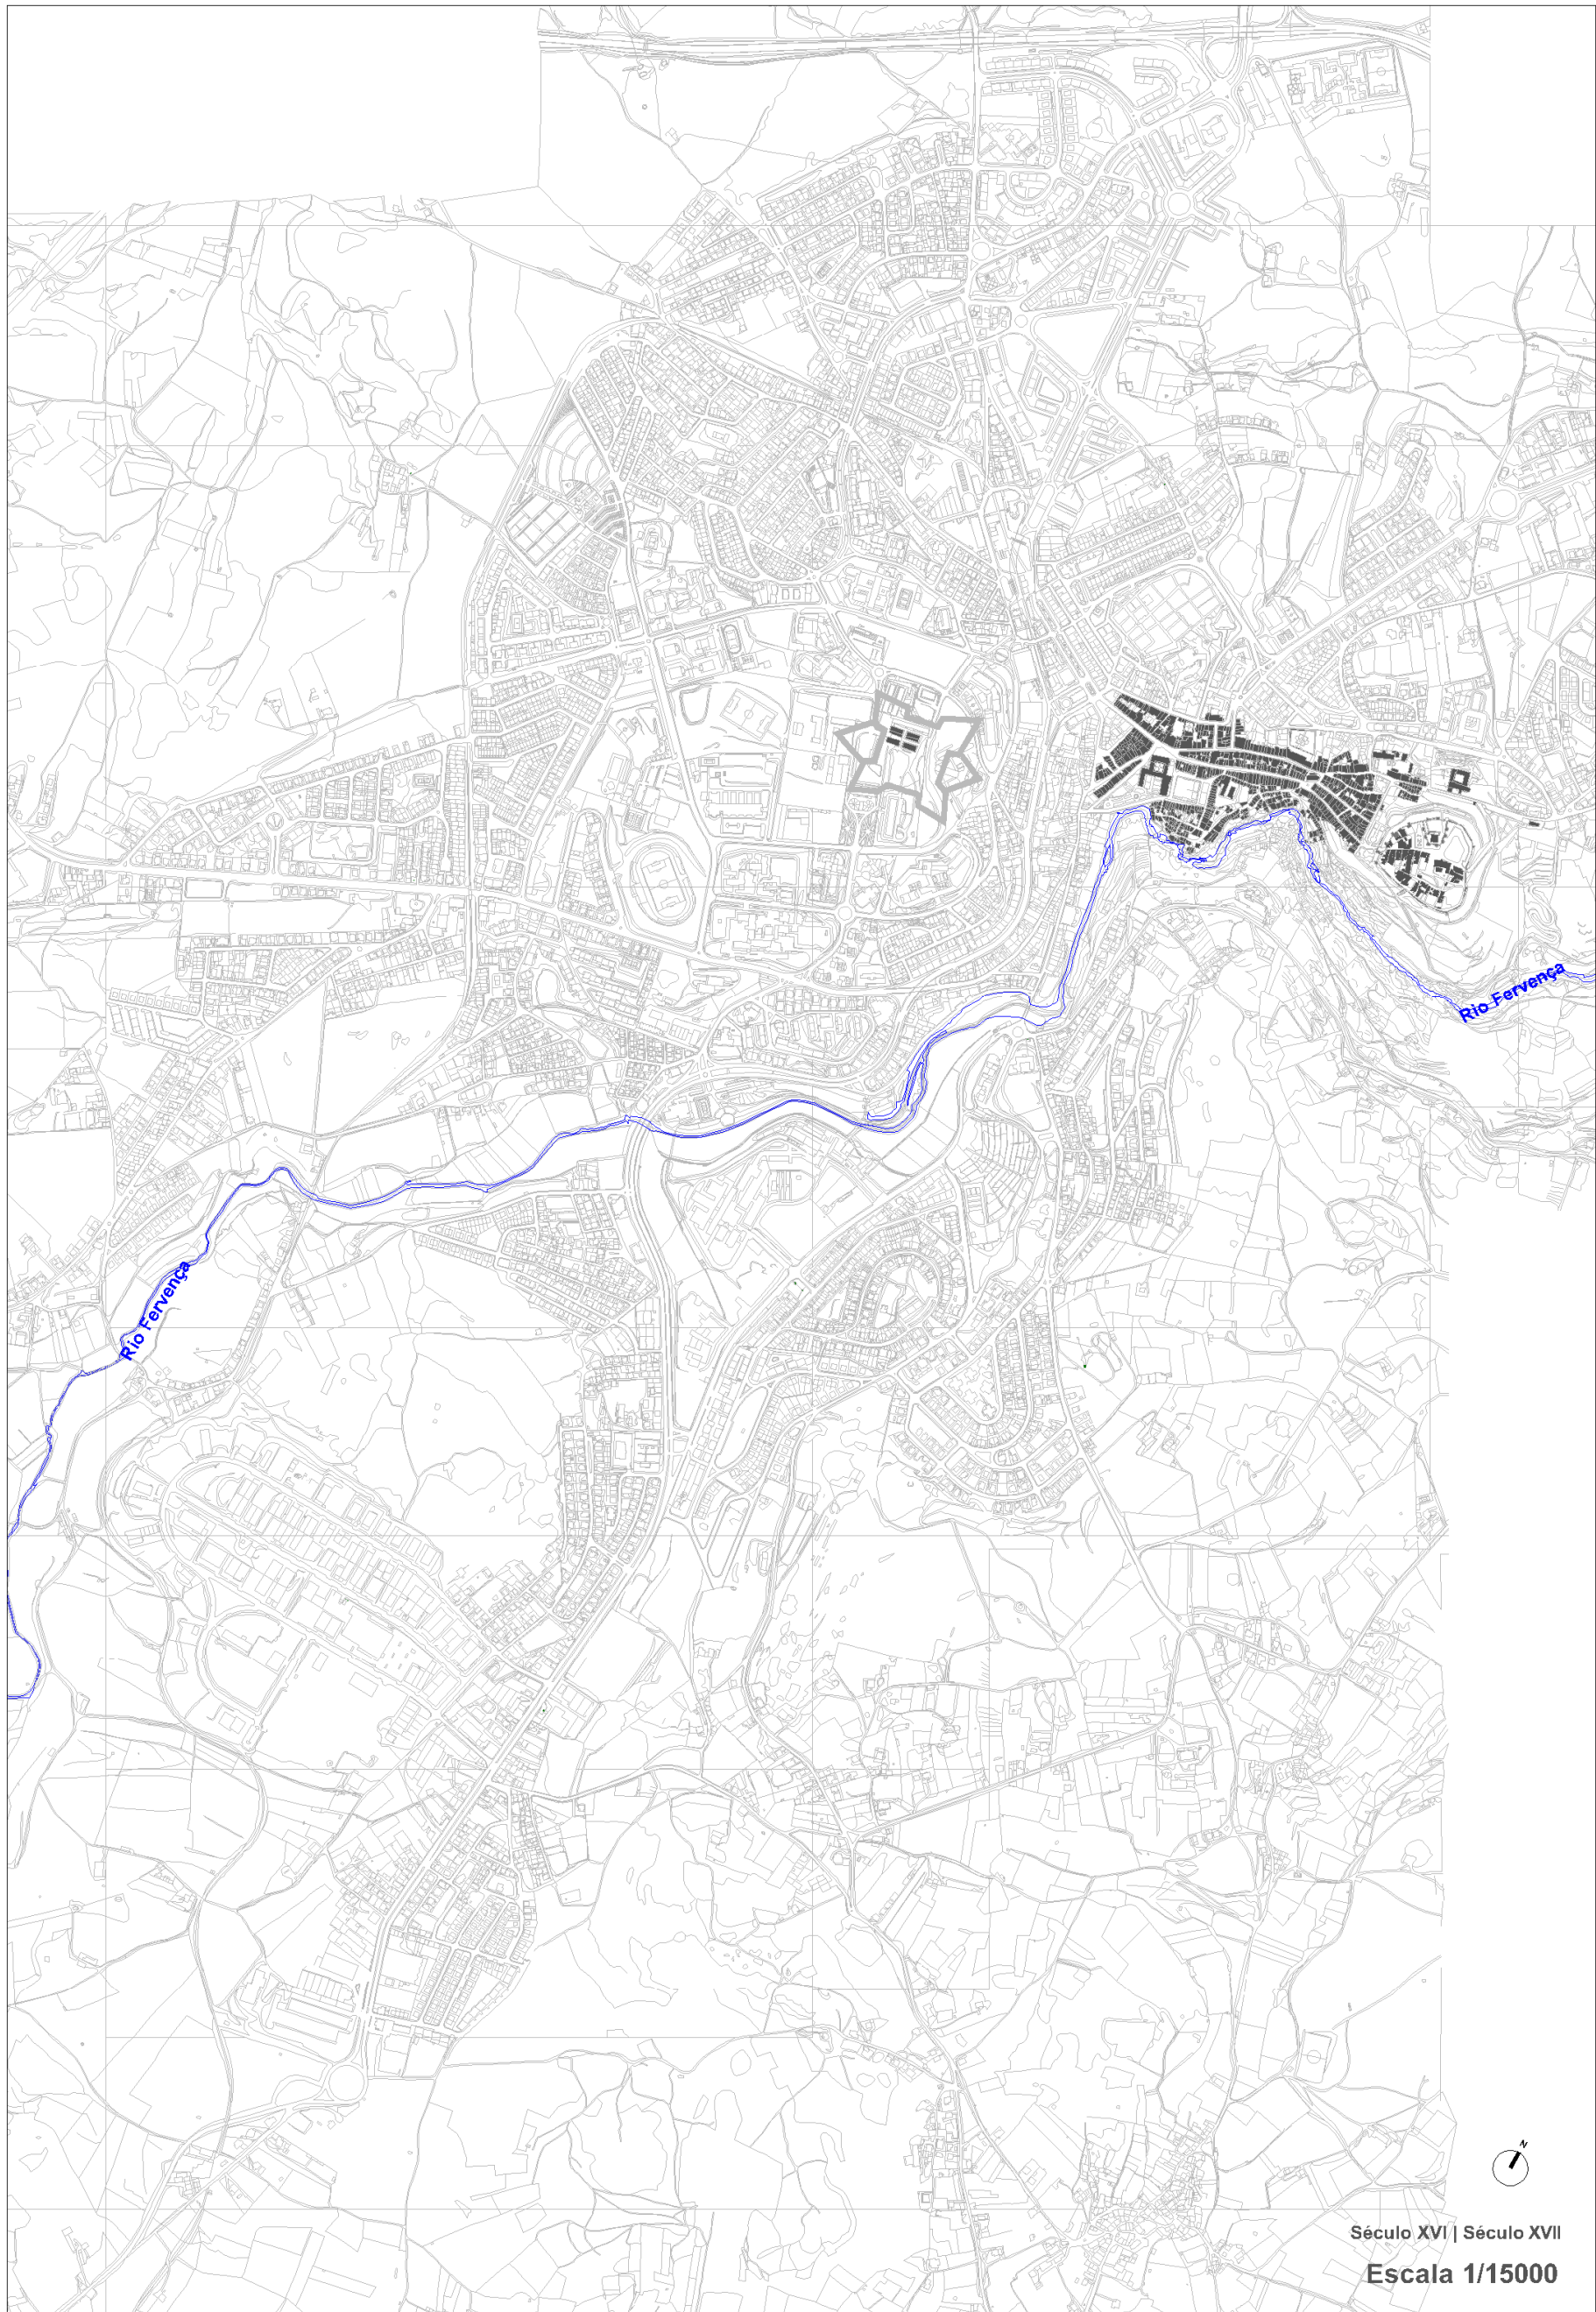 Rio Fervença
Rio Fervença
N
Século XVI | Século XVII
Escala 1/15000